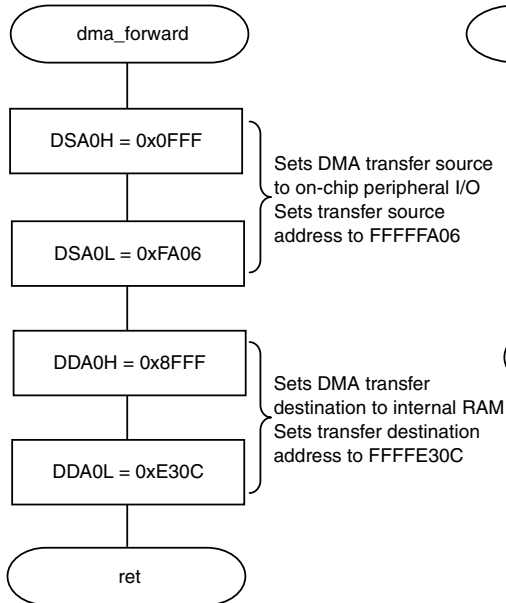 dma_forward
DSA0H = 0x0FFF
DSA0L = 0xFA06
Sets DMA transfer source
to on-chip peripheral I/O
Sets transfer source
address to FFFFFA06
DDA0H = 0x8FFF
DDA0L = 0xE30C
Sets DMA transfer
destination to internal RAM
Sets transfer destination
address to FFFFE30C
ret